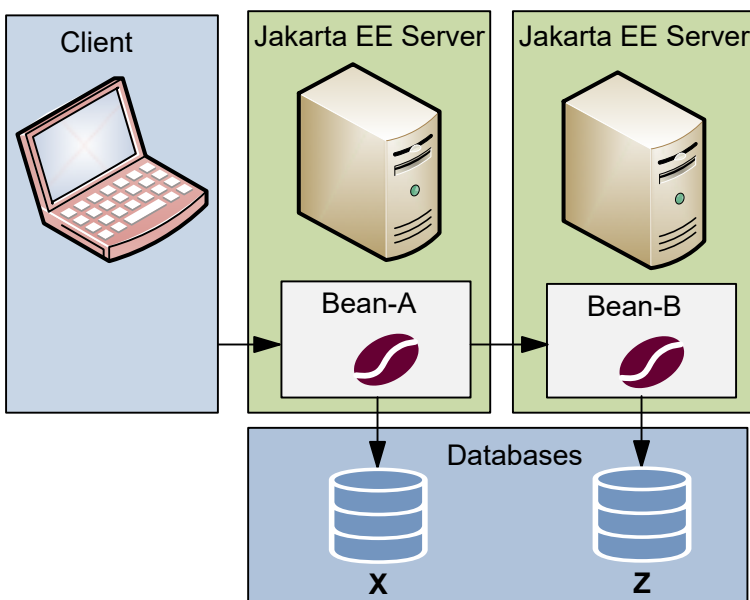 Client
Jakarta EE Server
Jakarta EE Server
Bean-A
Bean-B
Databases
X
Z